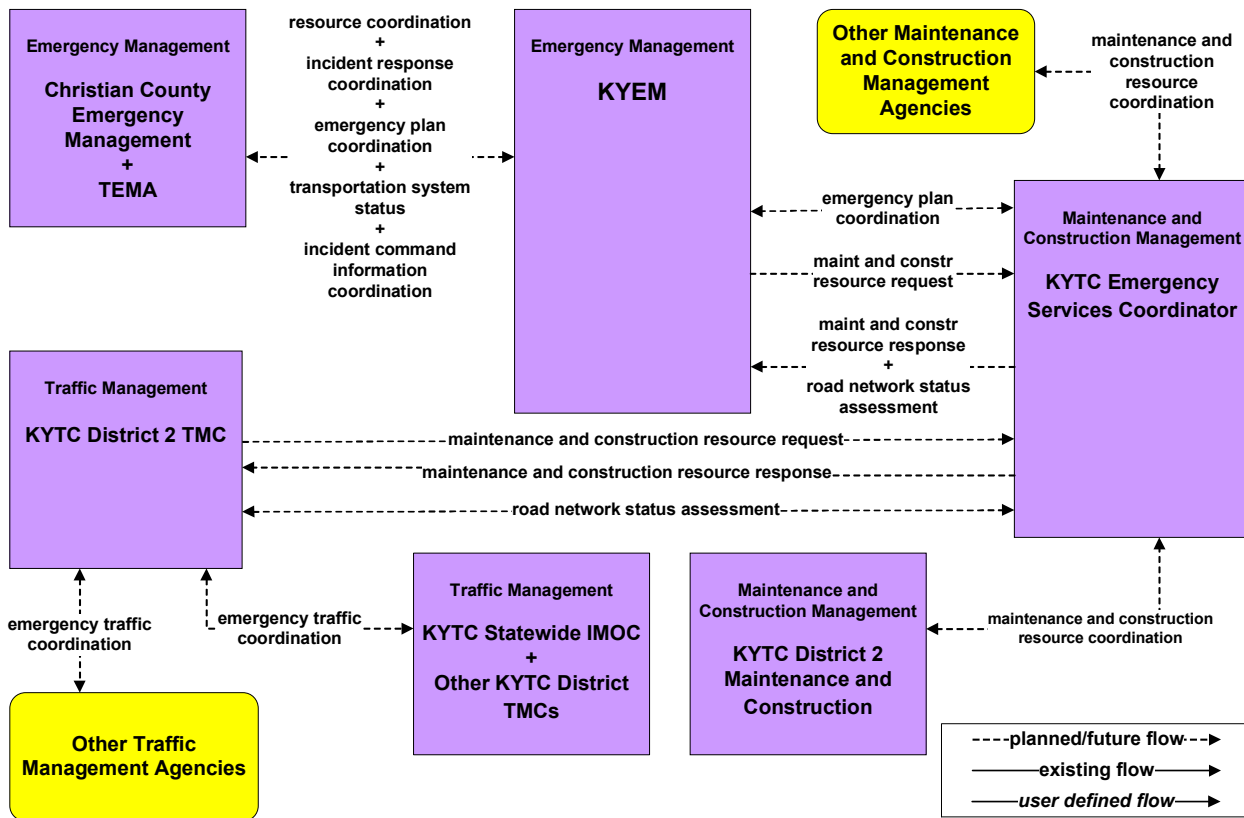 Emergency Management
Christian County
Emergency
Management
+
TEMA
resource coordination
+
incident response
coordination
+
emergency plan
coordination
+
transportation system
status
+
incident command
information
coordination
Emergency Management
KYEM
Other Maintenance
and Construction
Management
Agencies
maintenance and
construction
resource
coordination
emergency plan
coordination
maint and constr
resource request
maint and constr
resource response
+
road network status
assessment
Maintenance and
Construction Management
KYTC Emergency
Services Coordinator
Traffic Management
KYTC District 2 TMC
maintenance and construction resource request
maintenance and construction resource response
road network status assessment
emergency traffic
coordination
emergency traffic
coordination
Traffic Management
KYTC Statewide IMOC
+
Other KYTC District
TMCs
Maintenance and
Construction Management
KYTC District 2
Maintenance and
Construction
maintenance and construction
resource coordination
Other Traffic
Management Agencies
planned/future flow
existing flow
user defined flow